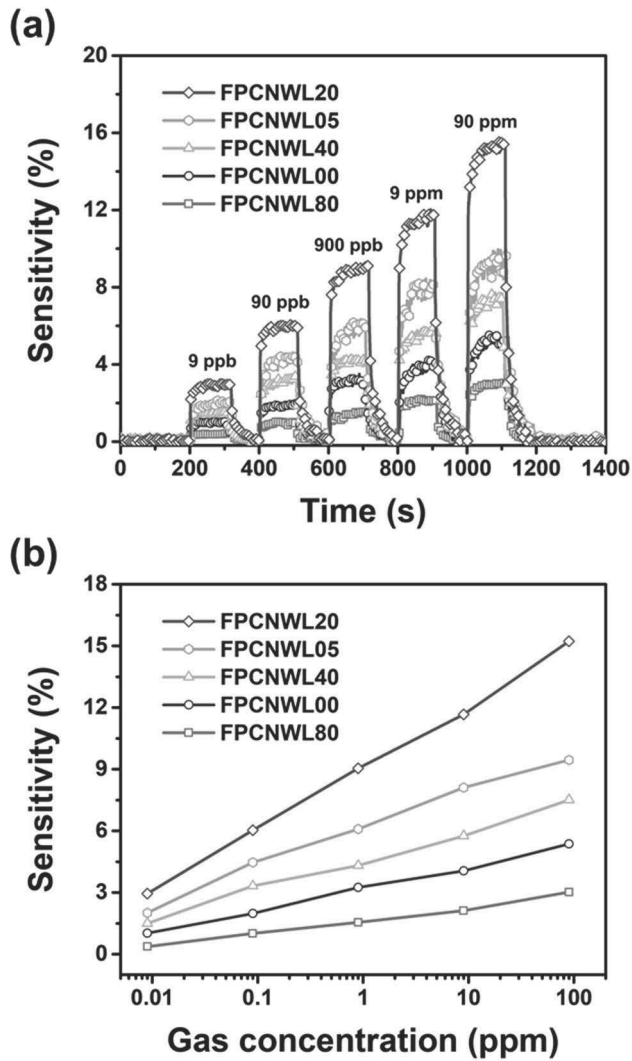 (a)
20
16
12
8
4
0
Sensitivity (%)
FPCNWL20
FPCNWL05
FPCNWL40
FPCNWL00
FPCNWL80
9 ppb
90 ppb
900 ppb
9 ppm
90 ppm
0 200 400 600 800 1000 1200 1400
Time (s)
(b)
18
15
12
9
6
3
0
Sensitivity (%)
FPCNWL20
FPCNWL05
FPCNWL40
FPCNWL00
FPCNWL80
0.01 0.1 1 10 100
Gas concentration (ppm)